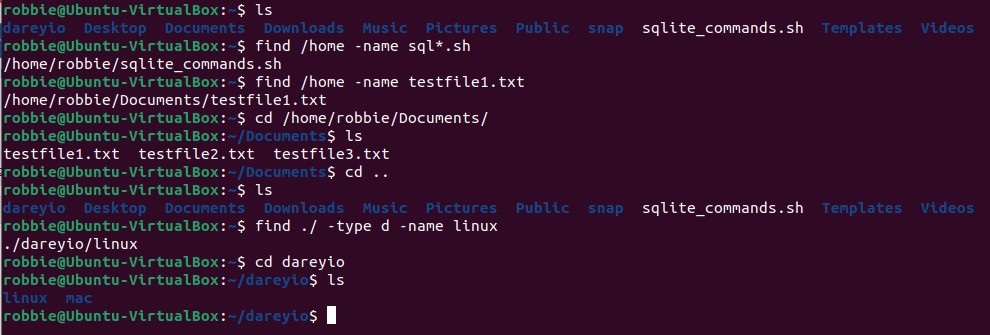 robbie@Ubuntu-VirtualBox:~$ ls
dareyio  Desktop  Documents  Downloads  Music  Pictures  Public  snap  sqlite_commands.sh  Templates  Videos
robbie@Ubuntu-VirtualBox:~$ find /home -name sql*.sh
/home/robbie/sqlite_commands.sh
robbie@Ubuntu-VirtualBox:~$ find /home -name testfile1.txt
/home/robbie/Documents/testfile1.txt
robbie@Ubuntu-VirtualBox:~$ cd /home/robbie/Documents/
robbie@Ubuntu-VirtualBox:~/Documents$ ls
testfile1.txt  testfile2.txt  testfile3.txt
robbie@Ubuntu-VirtualBox:~/Documents$ cd ..
robbie@Ubuntu-VirtualBox:~$ ls
dareyio  Desktop  Documents  Downloads  Music  Pictures  Public  snap  sqlite_commands.sh  Templates  Videos
robbie@Ubuntu-VirtualBox:~$ find ./ -type d -name linux
./dareyio/linux
robbie@Ubuntu-VirtualBox:~$ cd dareyio
robbie@Ubuntu-VirtualBox:~/dareyio$ ls
linux  mac
robbie@Ubuntu-VirtualBox:~/dareyio$